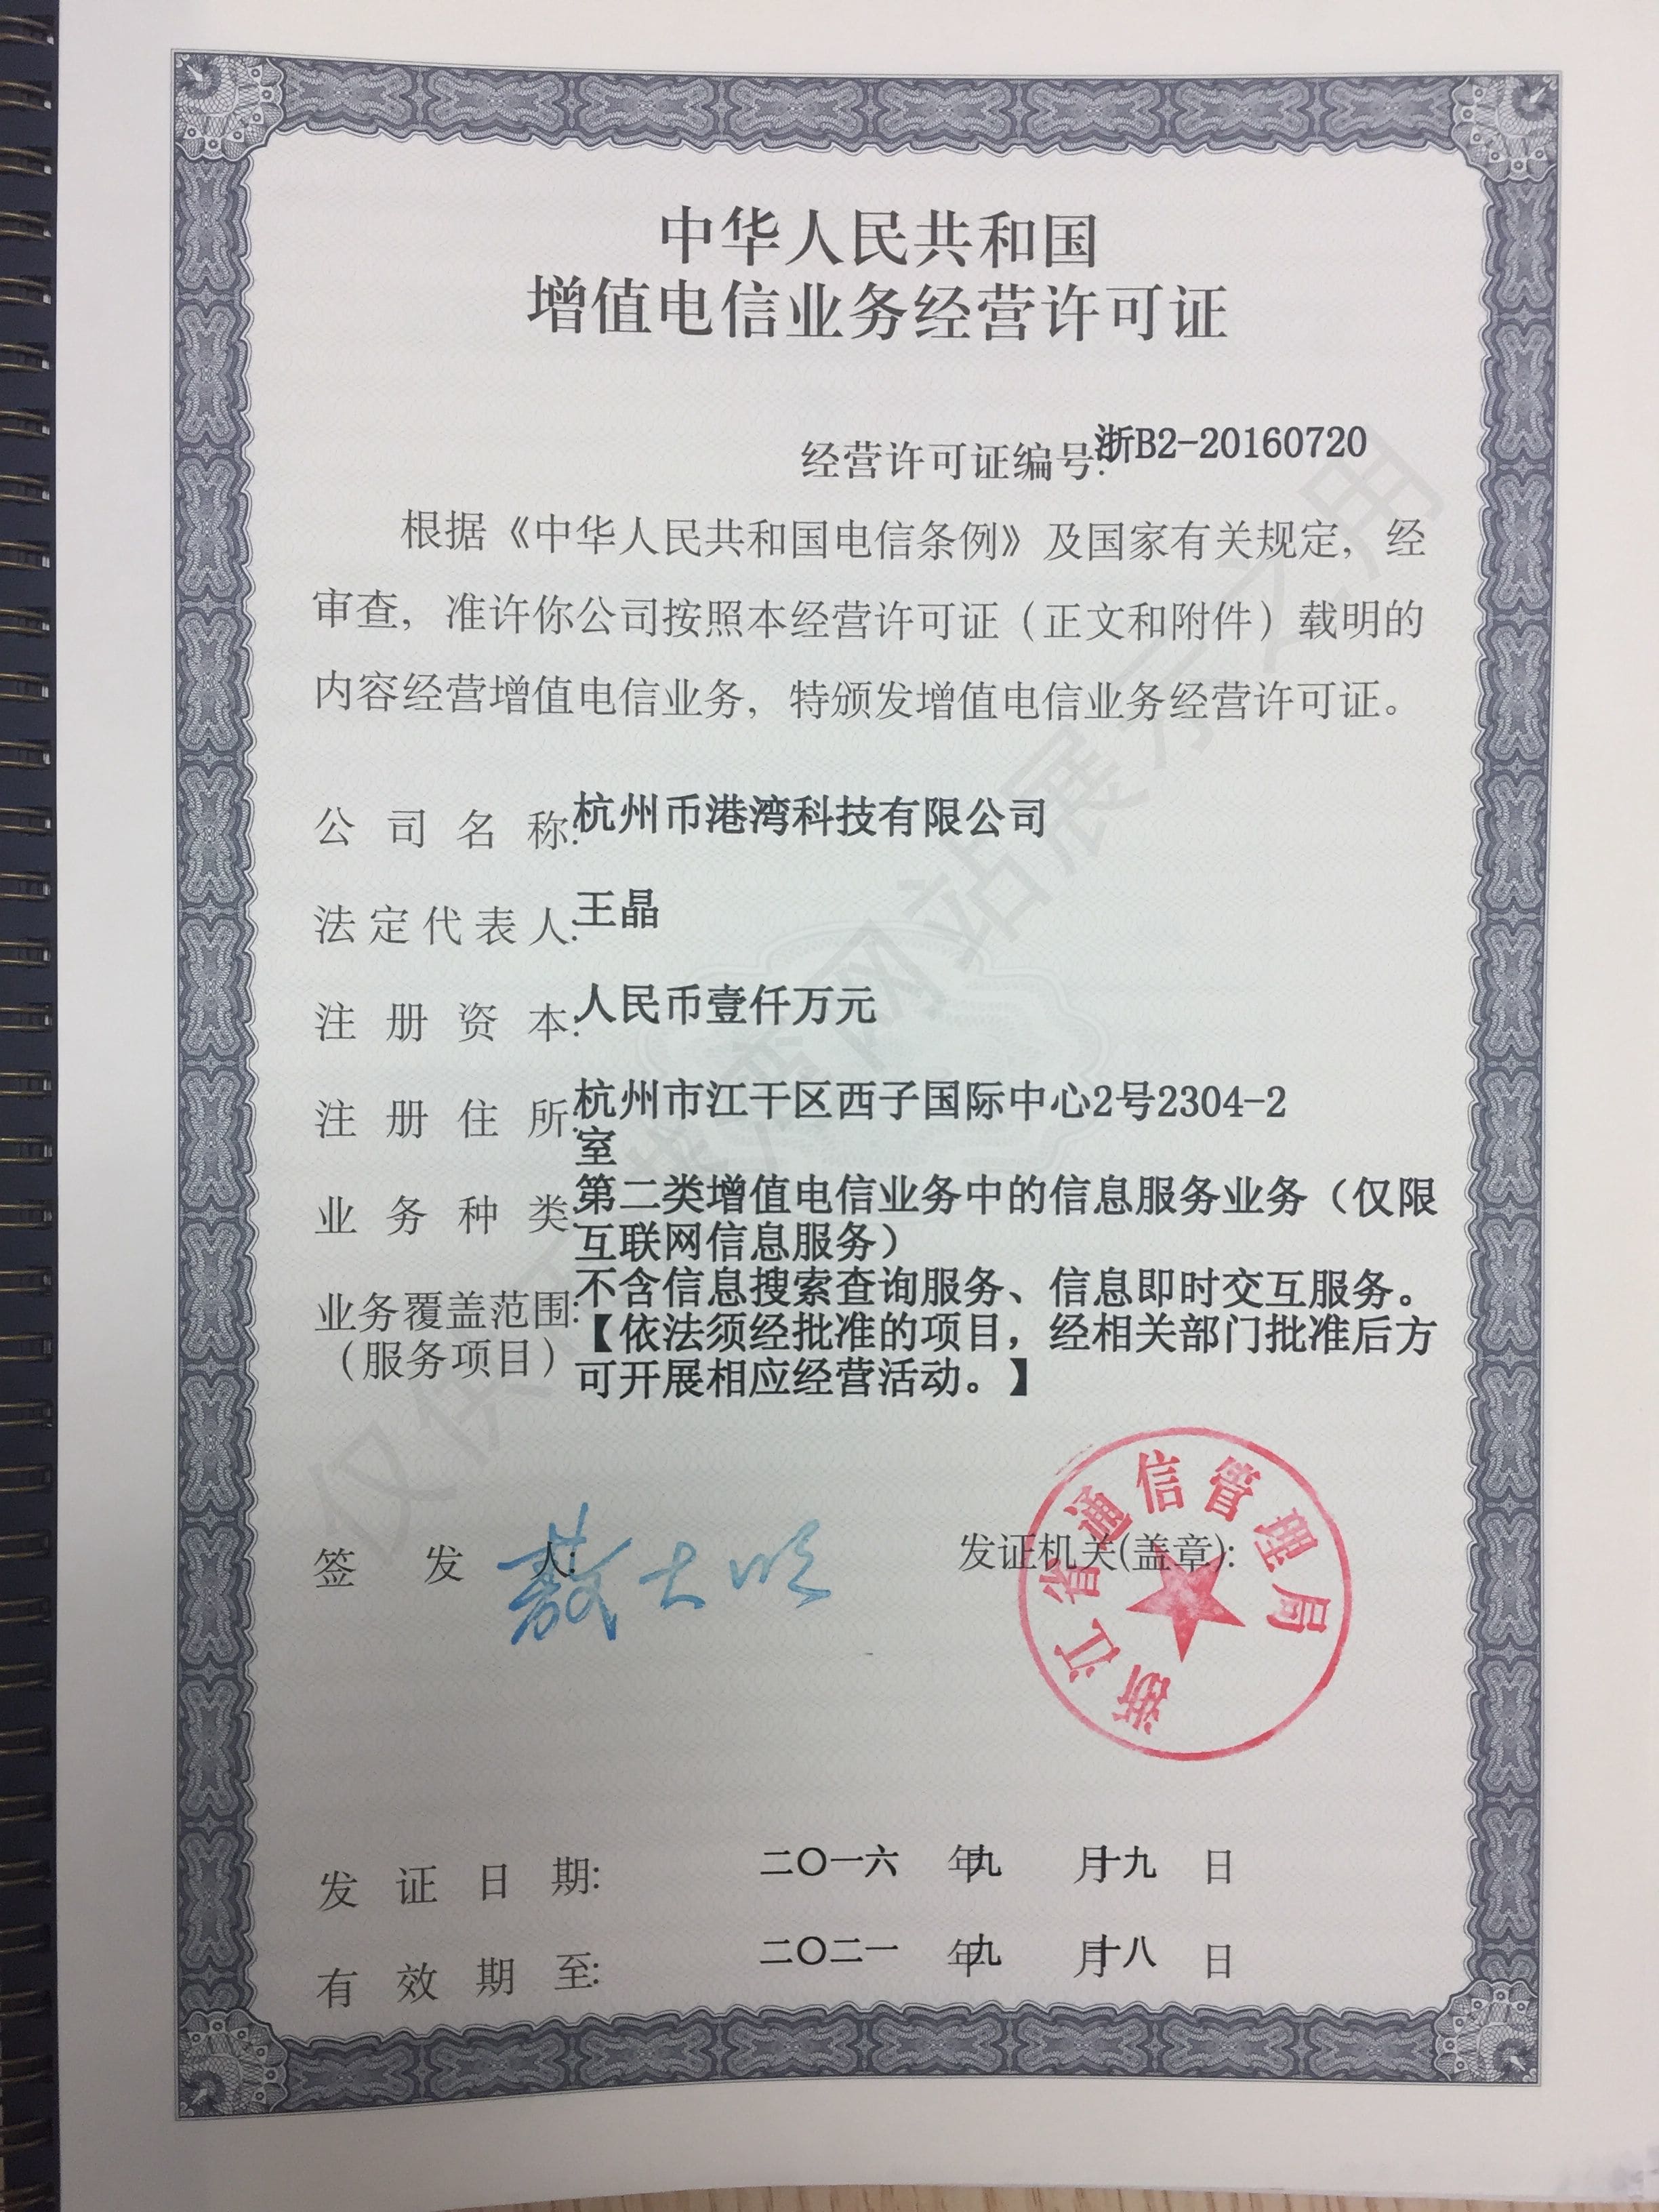 中华人民共和国
增值电信业务经营许可证
经营许可证编号:浙B2-20160720
根据《中华人民共和国电信条例》及国家有关规定，经
审查，准许你公司按照本经营许可证（正文和附件）载明的
内容经营增值电信业务，特颁发增值电信业务经营许可证。
公司名称:杭州币港湾科技有限公司
法定代表人:王晶
注册资本:人民币壹仟万元
注册住所:杭州市江干区西子国际中心2号2304-2
室
业务种类:第二类增值电信业务中的信息服务业务（仅限
互联网信息服务）
业务覆盖范围:不含信息搜索查询服务、信息即时交互服务。
（服务项目）【依法须经批准的项目，经相关部门批准后方
可开展相应经营活动。】
签发人:
发证机关(盖章):
浙江省通信管理局
发证日期: 二〇一六年九月十九日
有效期至: 二〇二一年九月十八日
仅供币港湾网站展示之用